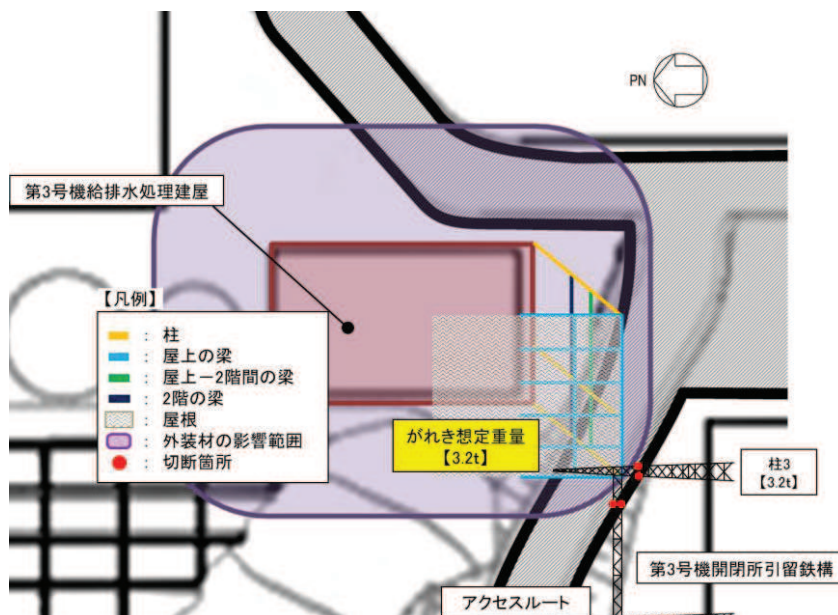 PN
第3号機給排水処理建屋
【凡例】
: 柱
: 屋上の梁
: 屋上ー2階間の梁
: 2階の梁
: 屋根
: 外装材の影響範囲
: 切断箇所
がれき想定重量
【3.2t】
柱3
【3.2t】
第3号機開閉所引留鉄構
アクセスルート